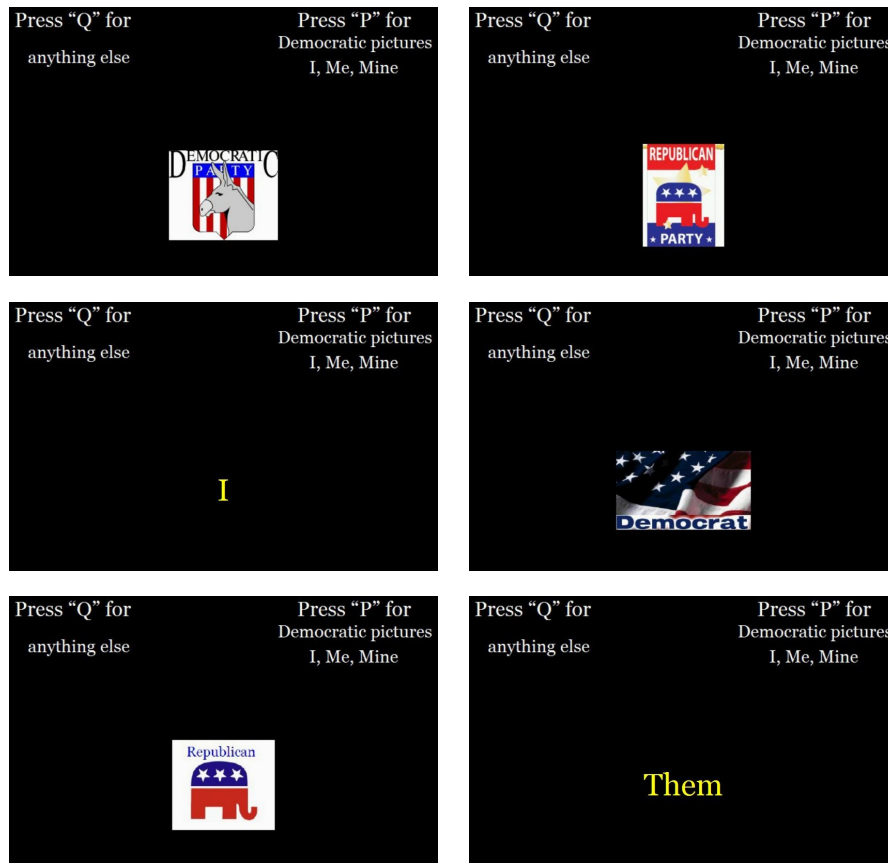 Press “Q” for
Press “P” for
anything else
Democratic pictures
I, Me, Mine
DEMOCRATIC
PARTY
Press “Q” for
Press “P” for
anything else
Democratic pictures
I, Me, Mine
REPUBLICAN
PARTY
Press “Q” for
Press “P” for
anything else
Democratic pictures
I, Me, Mine
I
Press “Q” for
Press “P” for
anything else
Democratic pictures
I, Me, Mine
Democrat
Press “Q” for
Press “P” for
anything else
Democratic pictures
I, Me, Mine
Republican
Press “Q” for
Press “P” for
anything else
Democratic pictures
I, Me, Mine
Them